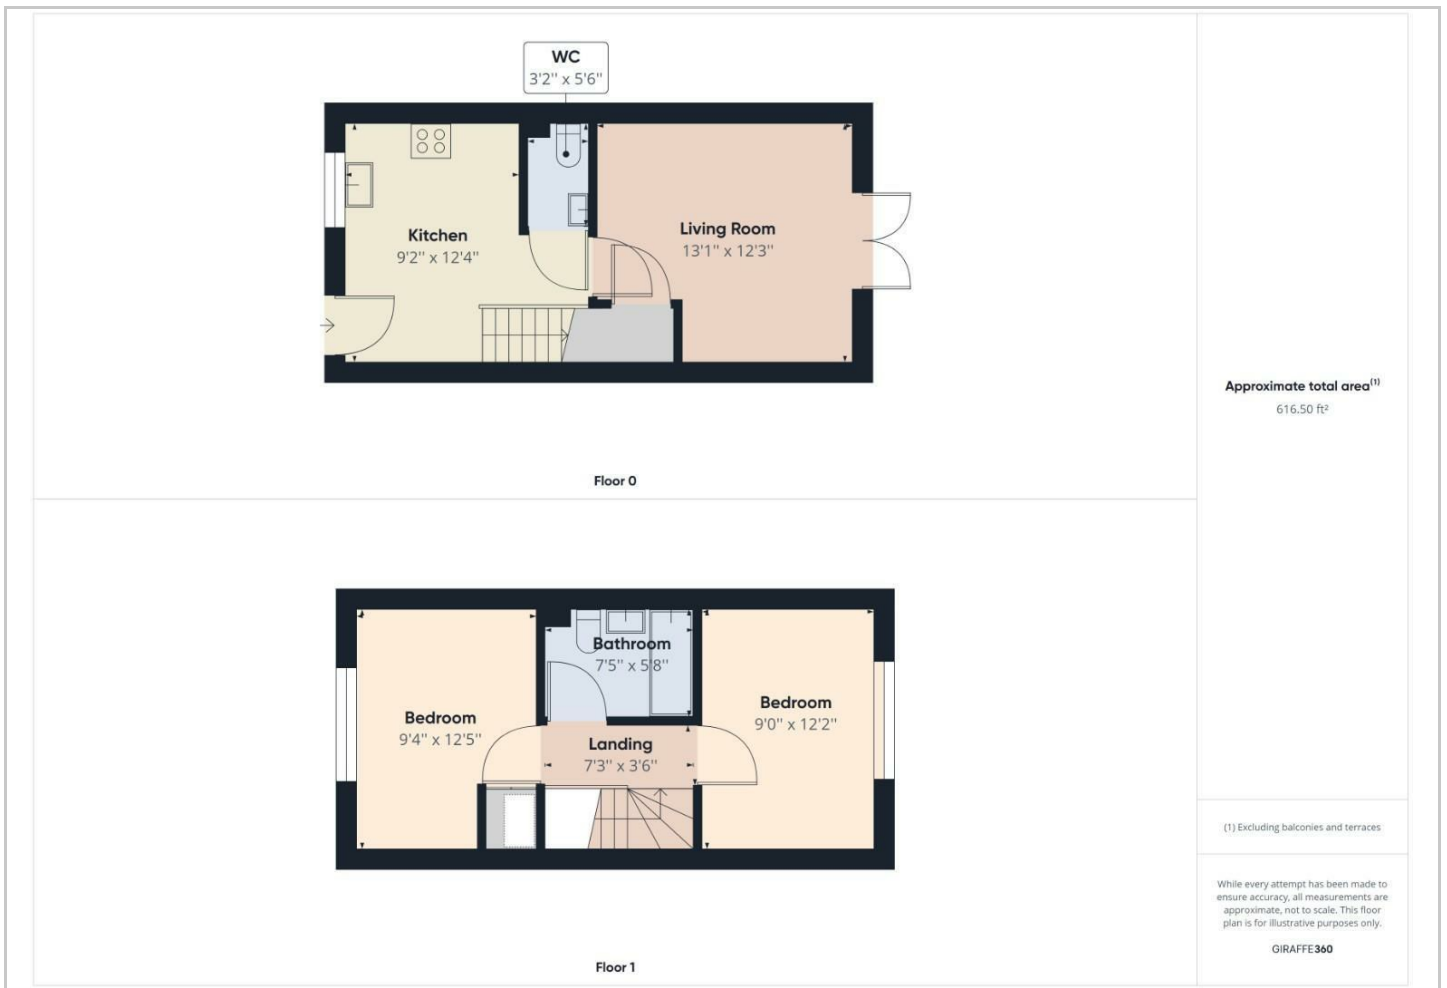 WC
3'2'' x 5'6''
Kitchen
9'2'' x 12'4''
Living Room
13'1'' x 12'3''
Floor 0
Bathroom
7'5'' x 5'8''
Bedroom
9'4'' x 12'5''
Landing
7'3'' x 3'6''
Bedroom
9'0'' x 12'2''
Floor 1
Approximate total area(1)
616.50 ft²
(1) Excluding balconies and terraces
While every attempt has been made to
ensure accuracy, all measurements are
approximate, not to scale. This floor
plan is for illustrative purposes only.
GIRAFFE360